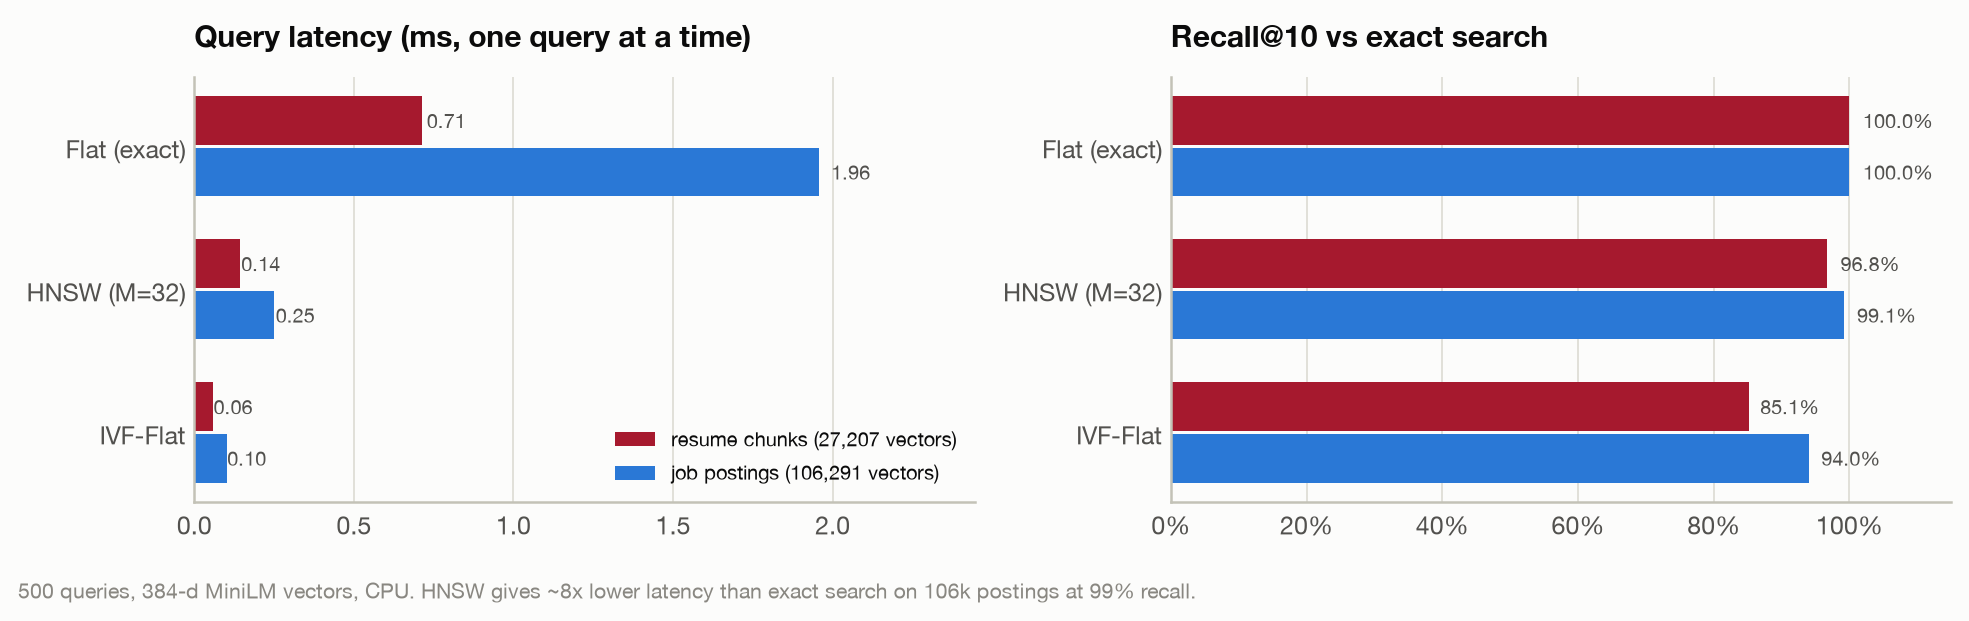 Query latency (ms, one query at a time)
Flat (exact)
0.71
1.96
HNSW (M=32)
0.14
0.25
IVF-Flat
0.06
0.10
resume chunks (27,207 vectors)
job postings (106,291 vectors)
0.0 0.5 1.0 1.5 2.0
Recall@10 vs exact search
Flat (exact)
100.0%
100.0%
HNSW (M=32)
96.8%
99.1%
IVF-Flat
85.1%
94.0%
0% 20% 40% 60% 80% 100%
500 queries, 384-d MiniLM vectors, CPU. HNSW gives ~8x lower latency than exact search on 106k postings at 99% recall.